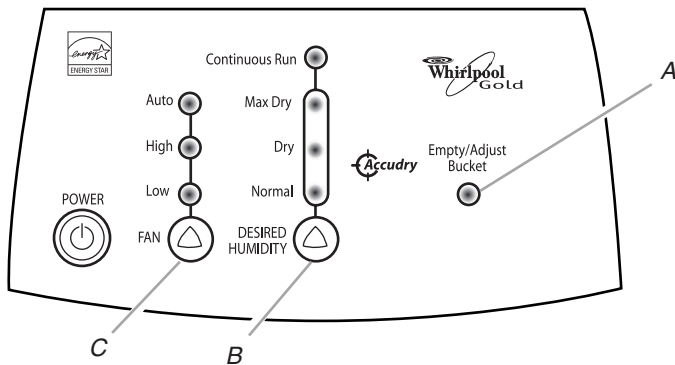 energy
ENERGY STAR
Continuous Run
Whirlpool
Gold
A
Auto
Max Dry
High
Dry
Accudry
Empty/Adjust
Bucket
Low
Normal
POWER
FAN
DESIRED
HUMIDITY
C
B